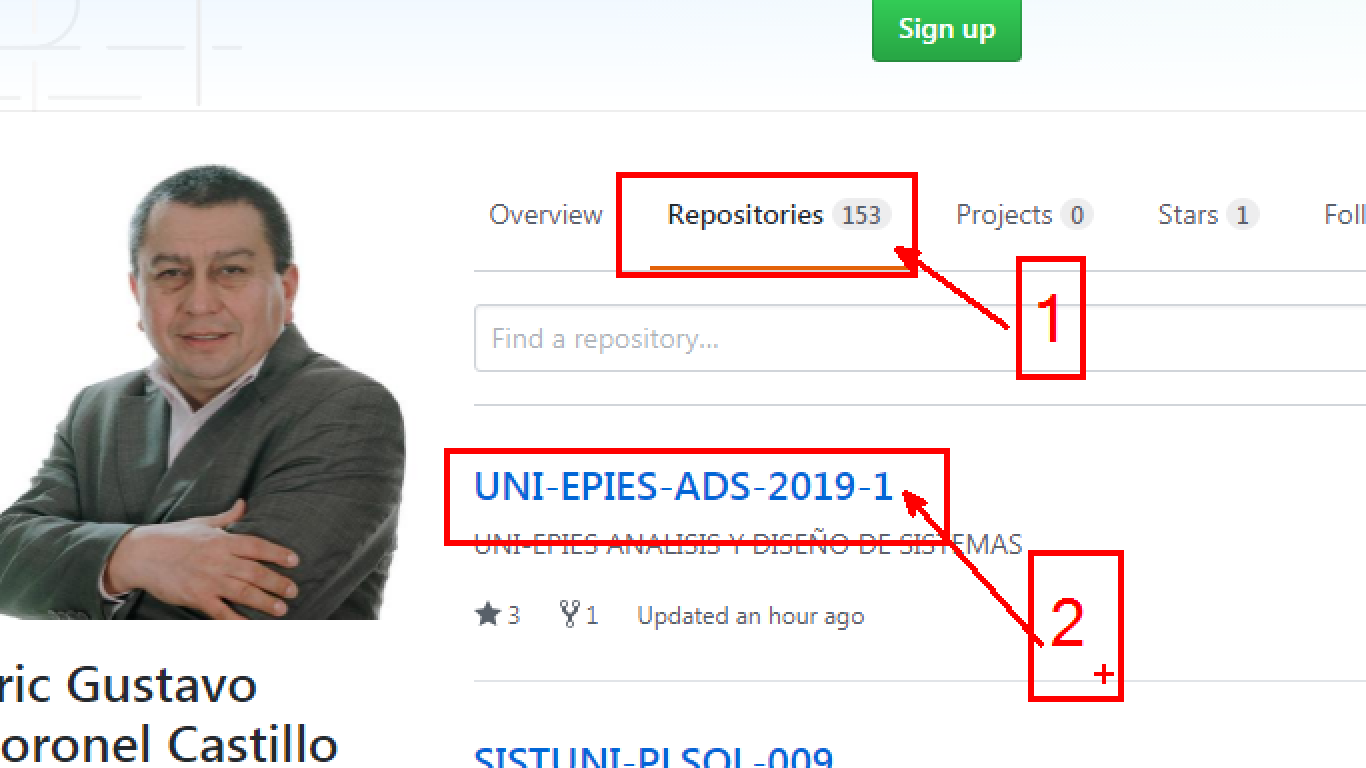 Sign up
Overview Repositories 153 Projects 0 Stars 1 Foll
1
Find a repository...
UNI-EPIES-ADS-2019-1
UNI-EPIES ANALISIS Y DISEÑO DE SISTEMAS
2
3 1 Updated an hour ago
+
ric Gustavo
oronel Castillo
SISTUNI-PLSQL-009